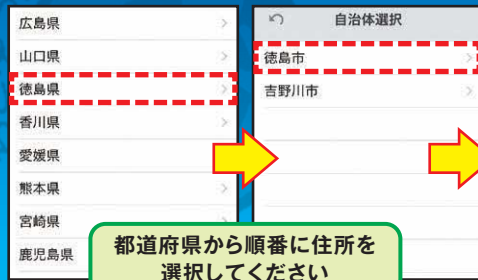 広島県
山口県
徳島県
香川県
愛媛県
熊本県
宮崎県
鹿児島県
自治体選択
徳島市
吉野川市
都道府県から順番に住所を
選択してください